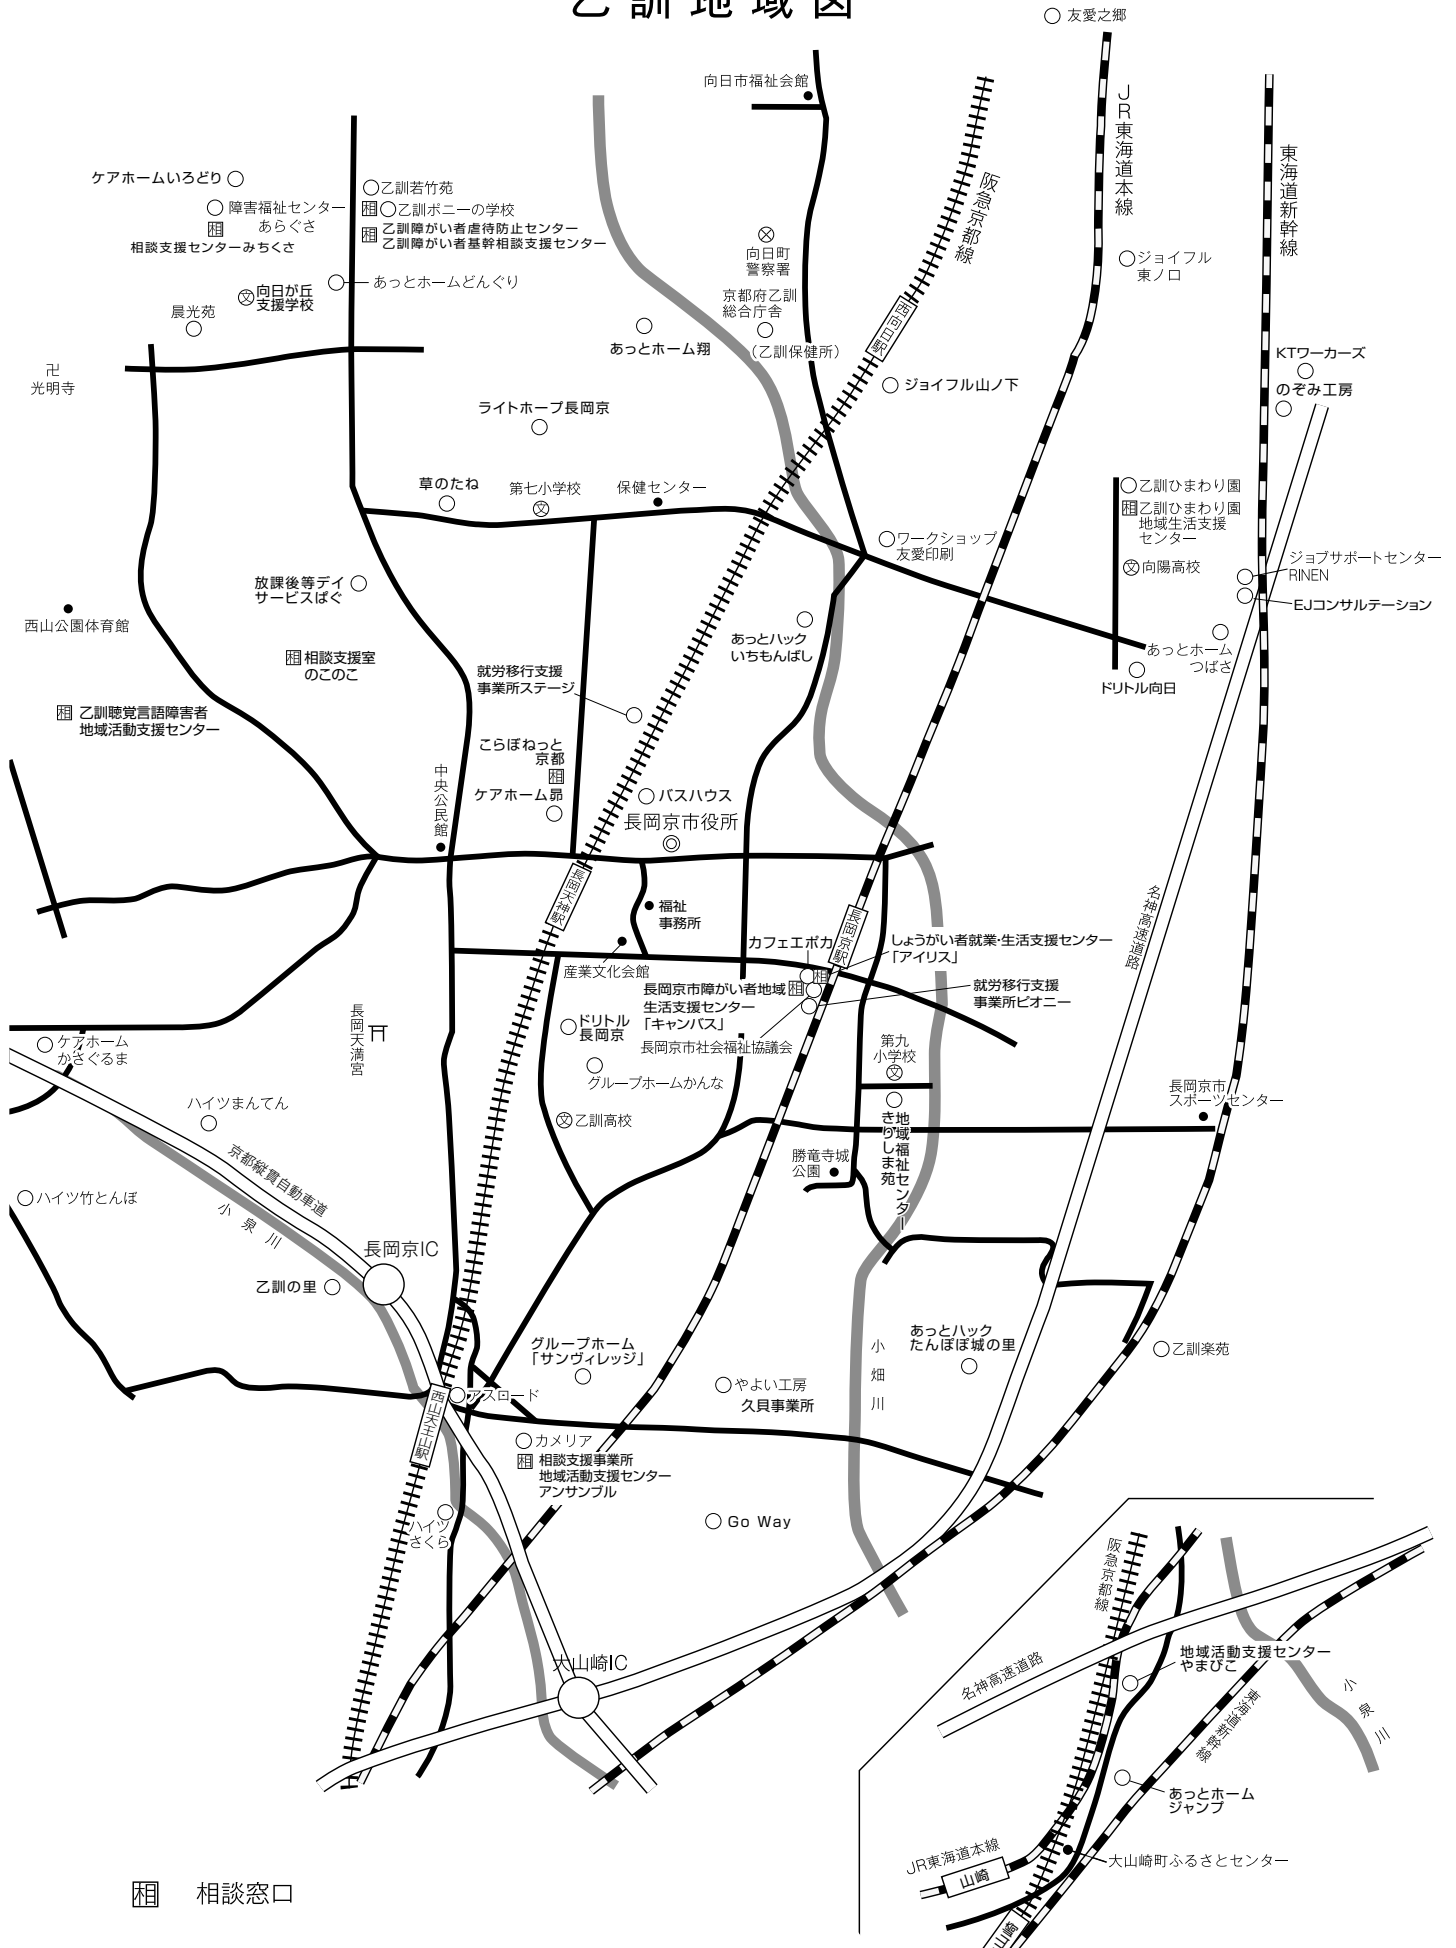 乙訓地域図
友愛之郷
向日市福祉会館
JR東海道本線
東海道新幹線
阪急京都線
ケアホームいろどり
障害福祉センター
あらぐさ
相
相談支援センターみちくさ
乙訓若竹苑
相 乙訓ポニーの学校
相 乙訓障がい者虐待防止センター
乙訓障がい者基幹相談支援センター
向日町
警察署
ジョイフル
東ノ口
文 向日が丘
支援学校
あっとホームどんぐり
晨光苑
京都府乙訓
総合庁舎
(乙訓保健所)
西向日駅
あっとホーム翔
KTワーカーズ
のぞみ工房
卍
光明寺
ジョイフル山ノ下
ライトホープ長岡京
草のたね
第七小学校
文
保健センター
乙訓ひまわり園
相 乙訓ひまわり園
地域生活支援
センター
ワークショップ
友愛印刷
文 向陽高校
ジョブサポートセンター
RINEN
EJコンサルテーション
放課後等デイ
サービスぱぐ
西山公園体育館
あっとハック
いちもんばし
あっとホーム
つばさ
ドリトル向日
相 相談支援室
のこのこ
就労移行支援
事業所ステージ
相 乙訓聴覚言語障害者
地域活動支援センター
こらぼねっと
京都
相
中央公民館
ケアホーム昴
バスハウス
長岡京市役所
長岡天神駅
福祉
事務所
長岡京駅
名神高速道路
カフェエポカ
相
しょうがい者就業・生活支援センター
「アイリス」
産業文化会館
長岡京市障がい者地域 相
生活支援センター
「キャンバス」
就労移行支援
事業所ピオニー
長岡天満宮
ドリトル
長岡京
長岡京市社会福祉協議会
第九
小学校
文
ケアホーム
かざぐるま
グループホームかんな
長岡京市
スポーツセンター
ハイツまんてん
文 乙訓高校
地域福祉センター
きりしま苑
勝竜寺城
公園
京都縦貫自動車道
ハイツ竹とんぼ
小泉川
長岡京IC
乙訓の里
グループホーム
「サンヴィレッジ」
小畑川
あっとハック
たんぽぽ城の里
乙訓楽苑
アスロード
やよい工房
久貝事業所
西山天王山駅
カメリア
相 相談支援事業所
地域活動支援センター
アンサンブル
ハイツ
さくら
Go Way
阪急京都線
大山崎IC
地域活動支援センター
やまびこ
名神高速道路
小泉川
東海道新幹線
あっとホーム
ジャンプ
JR東海道本線
山崎
大山崎町ふるさとセンター
相 相談窓口